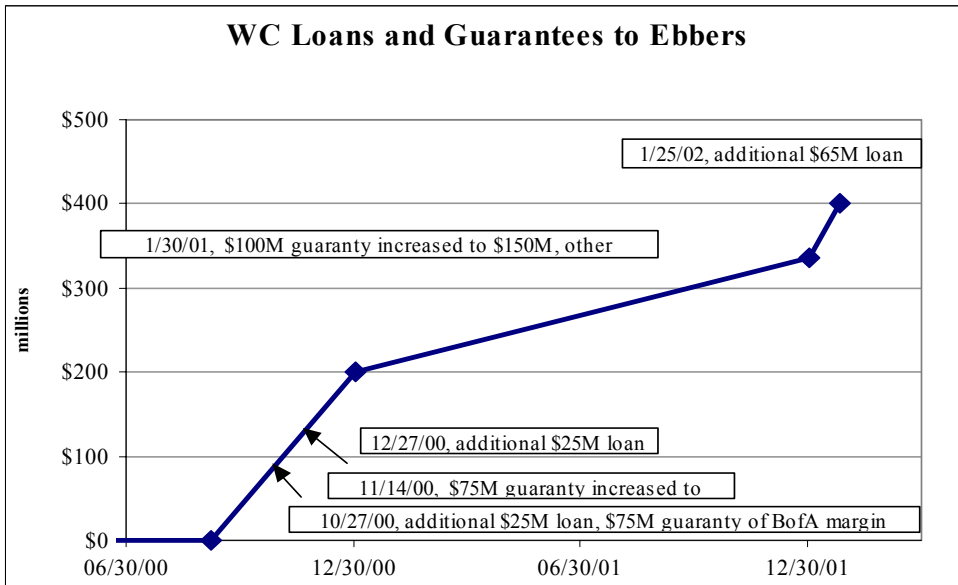 WC Loans and Guarantees to Ebbers
$500
1/25/02, additional $65M loan
$400
1/30/01, $100M guaranty increased to $150M, other
$300
millions
$200
12/27/00, additional $25M loan
$100
11/14/00, $75M guaranty increased to
10/27/00, additional $25M loan, $75M guaranty of BofA margin
$0
06/30/00 12/30/00 06/30/01 12/30/01